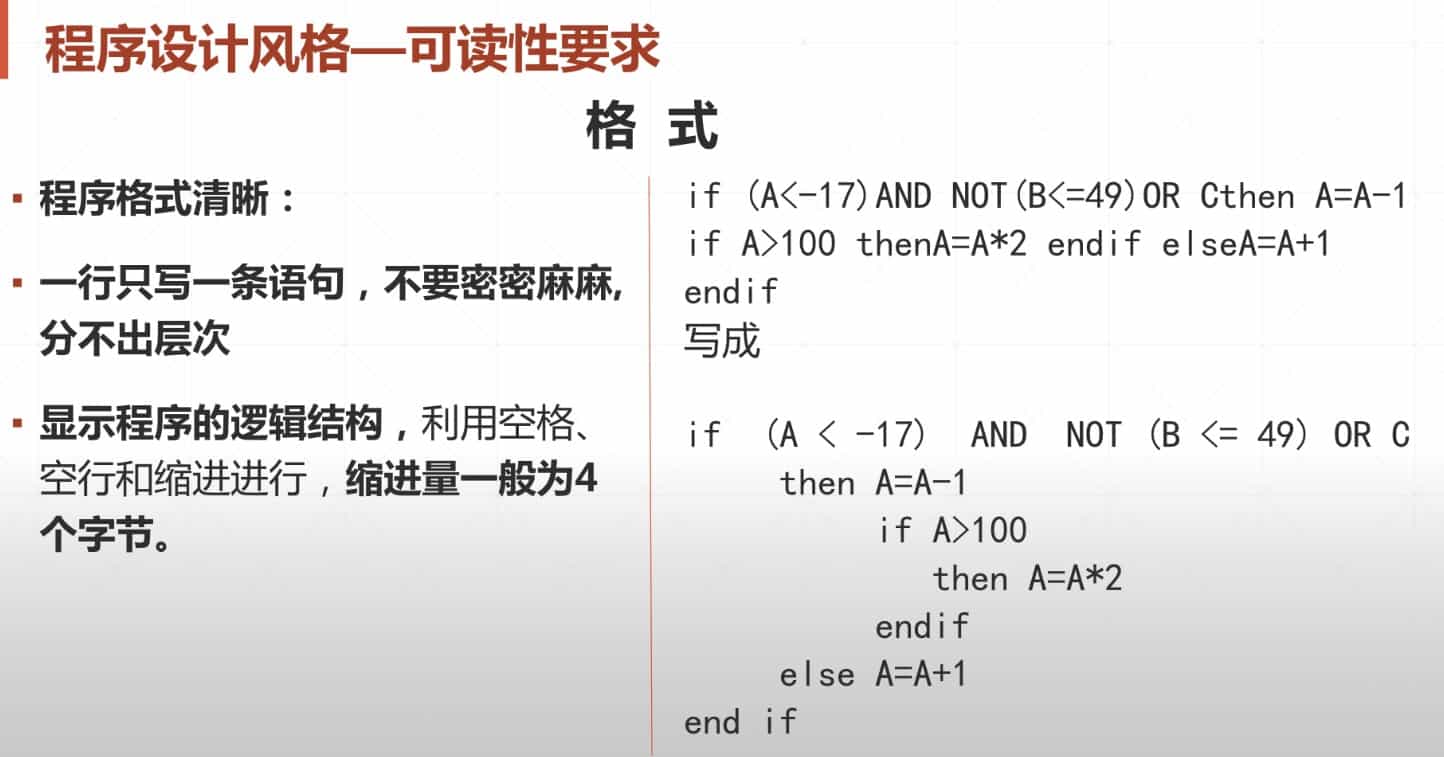 程序设计风格—可读性要求
格 式
▪ 程序格式清晰：
▪ 一行只写一条语句，不要密密麻麻,
分不出层次
▪ 显示程序的逻辑结构，利用空格、
空行和缩进进行，缩进量一般为4
个字节。
if (A<-17)AND NOT(B<=49)OR Cthen A=A-1
if A>100 thenA=A*2 endif elseA=A+1
endif
写成
if (A < -17) AND NOT (B <= 49) OR C
then A=A-1
if A>100
then A=A*2
endif
else A=A+1
end if